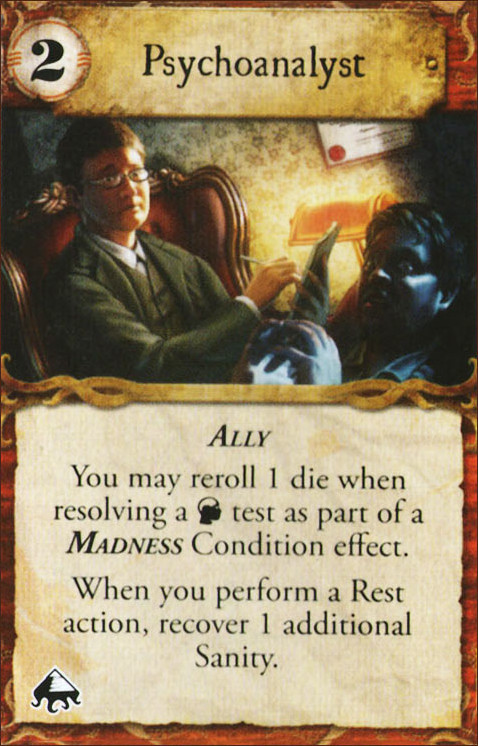 2
Psychoanalyst
ALLY
You may reroll 1 die when
resolving a test as part of a
MADNESS Condition effect.
When you perform a Rest
action, recover 1 additional
Sanity.